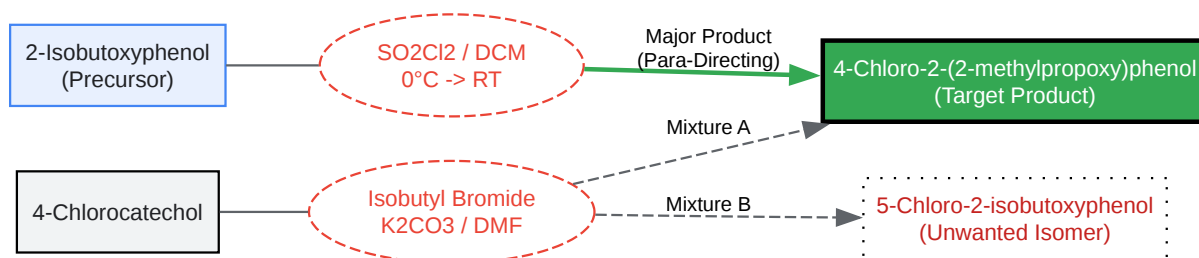 2-Isobutoxyphenol
(Precursor)
SO2Cl2 / DCM
0°C -> RT
Major Product
(Para-Directing)
4-Chloro-2-(2-methylpropoxy)phenol
(Target Product)
Mixture A
4-Chlorocatechol
Isobutyl Bromide
K2CO3 / DMF
Mixture B
5-Chloro-2-isobutoxyphenol
(Unwanted Isomer)